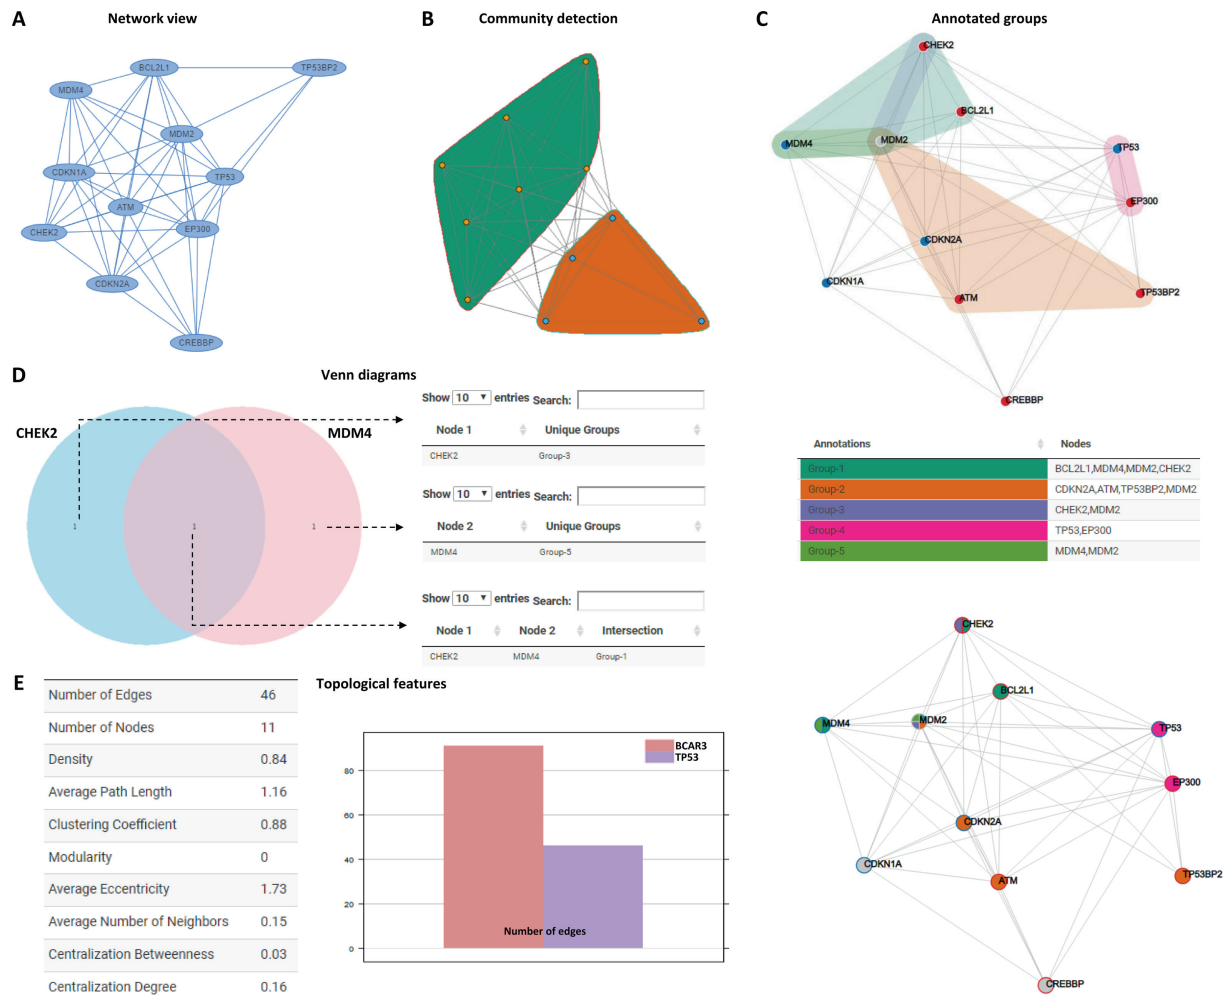 A
Network view
BCL2L1
TP53BP2
MDM4
MDM2
CDKN1A
TP53
ATM
CHEK2
EP300
CDKN2A
CREBBP
B
Community detection
C
Annotated groups
CHEK2
BCL2L1
MDM4
MDM2
TP53
EP300
CDKN2A
CDKN1A
ATM
TP53BP2
CREBBP
Annotations Nodes
Group-1 BCL2L1,MDM4,MDM2,CHEK2
Group-2 CDKN2A,ATM,TP53BP2,MDM2
Group-3 CHEK2,MDM2
Group-4 TP53,EP300
Group-5 MDM4,MDM2
CHEK2
BCL2L1
MDM4
MDM2
TP53
EP300
CDKN2A
CDKN1A
ATM
TP53BP2
CREBBP
D
Venn diagrams
CHEK2
MDM4
1
1
1
Show 10 entries Search:
Node 1 Unique Groups
CHEK2 Group-3
Show 10 entries Search:
Node 2 Unique Groups
MDM4 Group-5
Show 10 entries Search:
Node 1 Node 2 Intersection
CHEK2 MDM4 Group-1
E
Topological features
Number of Edges 46
Number of Nodes 11
Density 0.84
Average Path Length 1.16
Clustering Coefficient 0.88
Modularity 0
Average Eccentricity 1.73
Average Number of Neighbors 0.15
Centralization Betweenness 0.03
Centralization Degree 0.16
BCAR3
TP53
80
60
40
20
0
Number of edges